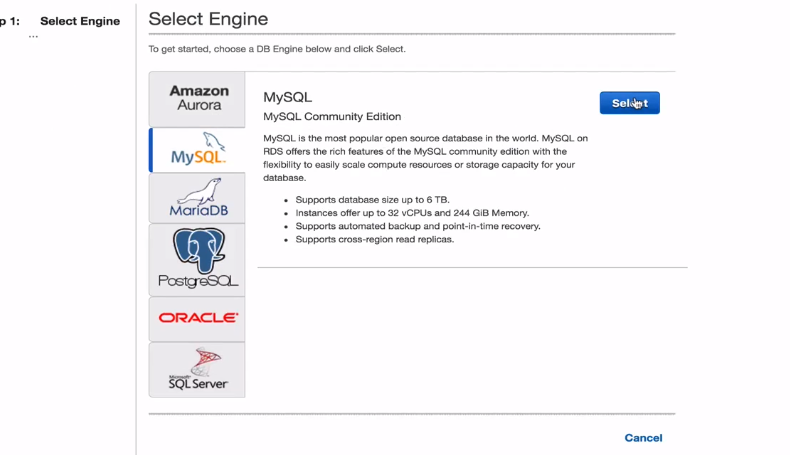 p 1: Select Engine
...
Select Engine
To get started, choose a DB Engine below and click Select.
Amazon
Aurora
MySQL
MariaDB
PostgreSQL
ORACLE
Microsoft
SQL Server
MySQL
MySQL Community Edition
Select
MySQL is the most popular open source database in the world. MySQL on
RDS offers the rich features of the MySQL community edition with the
flexibility to easily scale compute resources or storage capacity for your
database.
Supports database size up to 6 TB.
Instances offer up to 32 vCPUs and 244 GiB Memory.
Supports automated backup and point-in-time recovery.
Supports cross-region read replicas.
Cancel